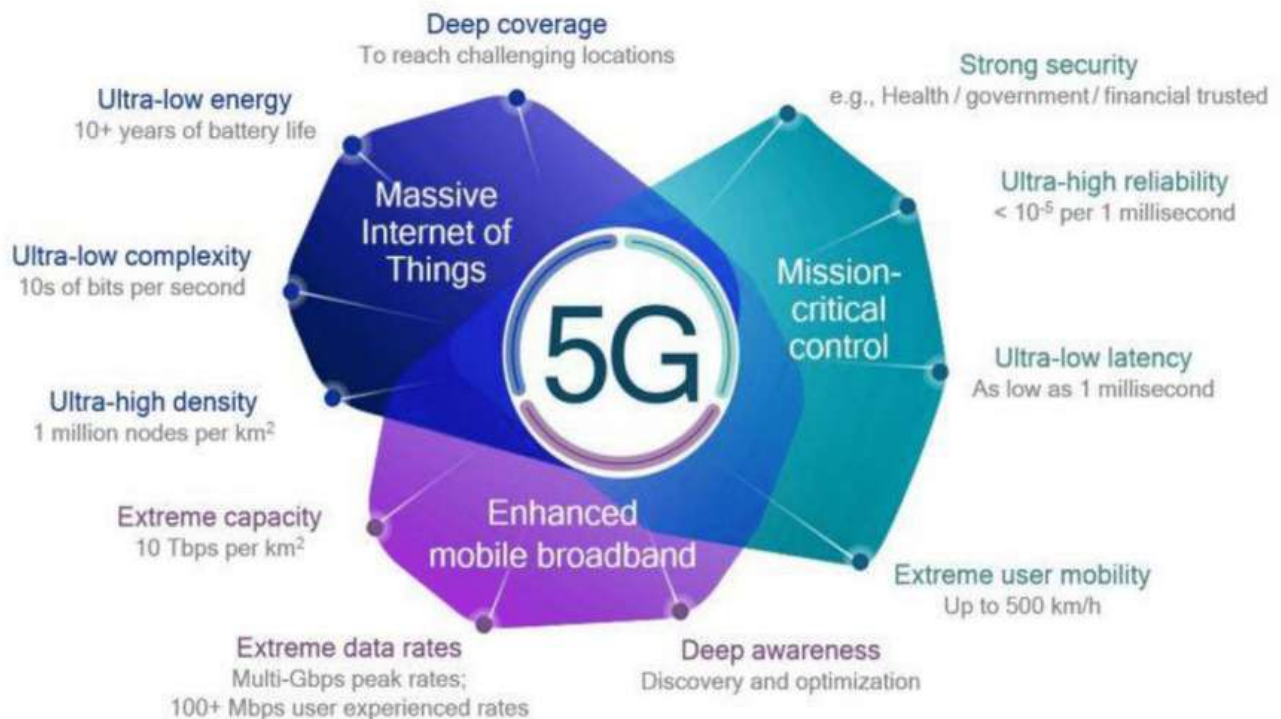 Deep coverage
To reach challenging locations
Strong security
e.g., Health / government / financial trusted
Ultra-low energy
10+ years of battery life
Ultra-high reliability
< 10⁻⁵ per 1 millisecond
Massive
Internet of
Things
Ultra-low complexity
10s of bits per second
Mission-
critical
control
5G
Ultra-low latency
As low as 1 millisecond
Ultra-high density
1 million nodes per km²
Extreme capacity
10 Tbps per km²
Enhanced
mobile broadband
Extreme user mobility
Up to 500 km/h
Extreme data rates
Multi-Gbps peak rates;
100+ Mbps user experienced rates
Deep awareness
Discovery and optimization